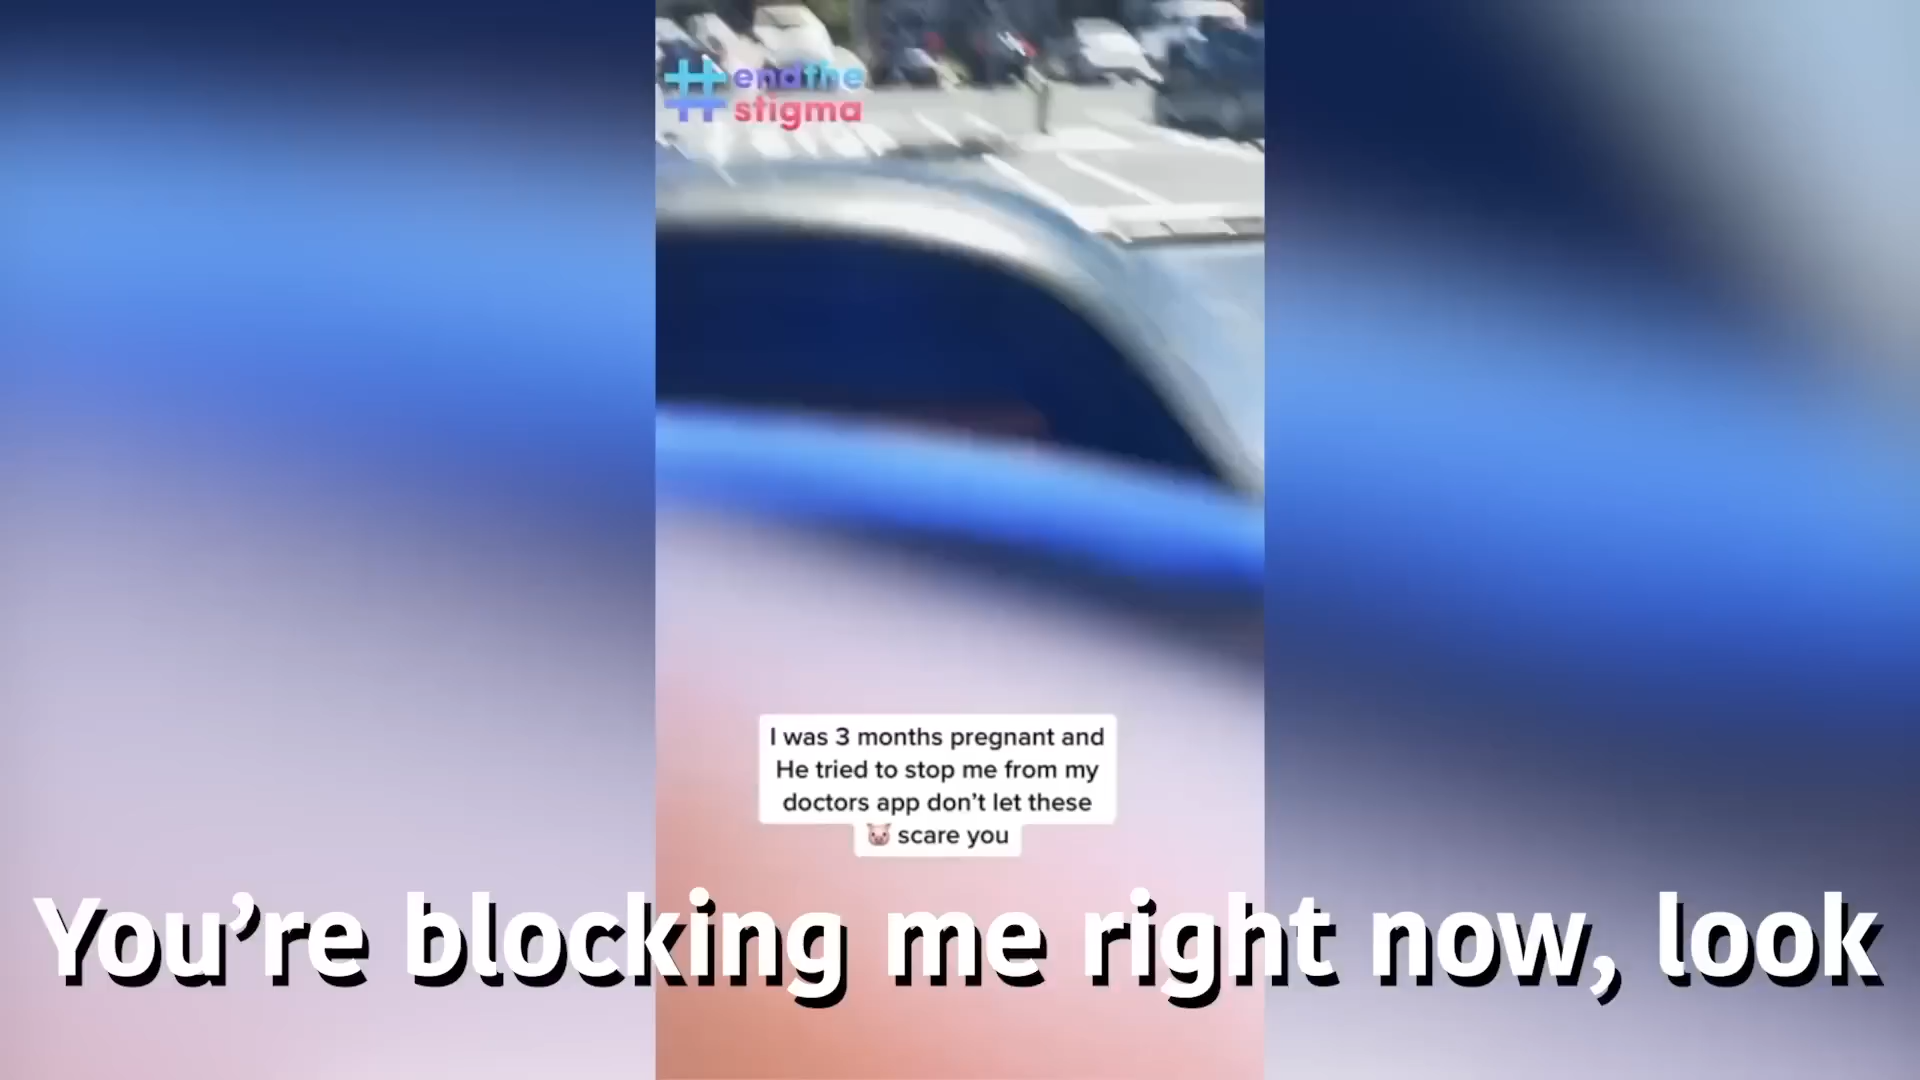 #endthe
stigma
I was 3 months pregnant and
He tried to stop me from my
doctors app don't let these
🐷 scare you
You're blocking me right now, look